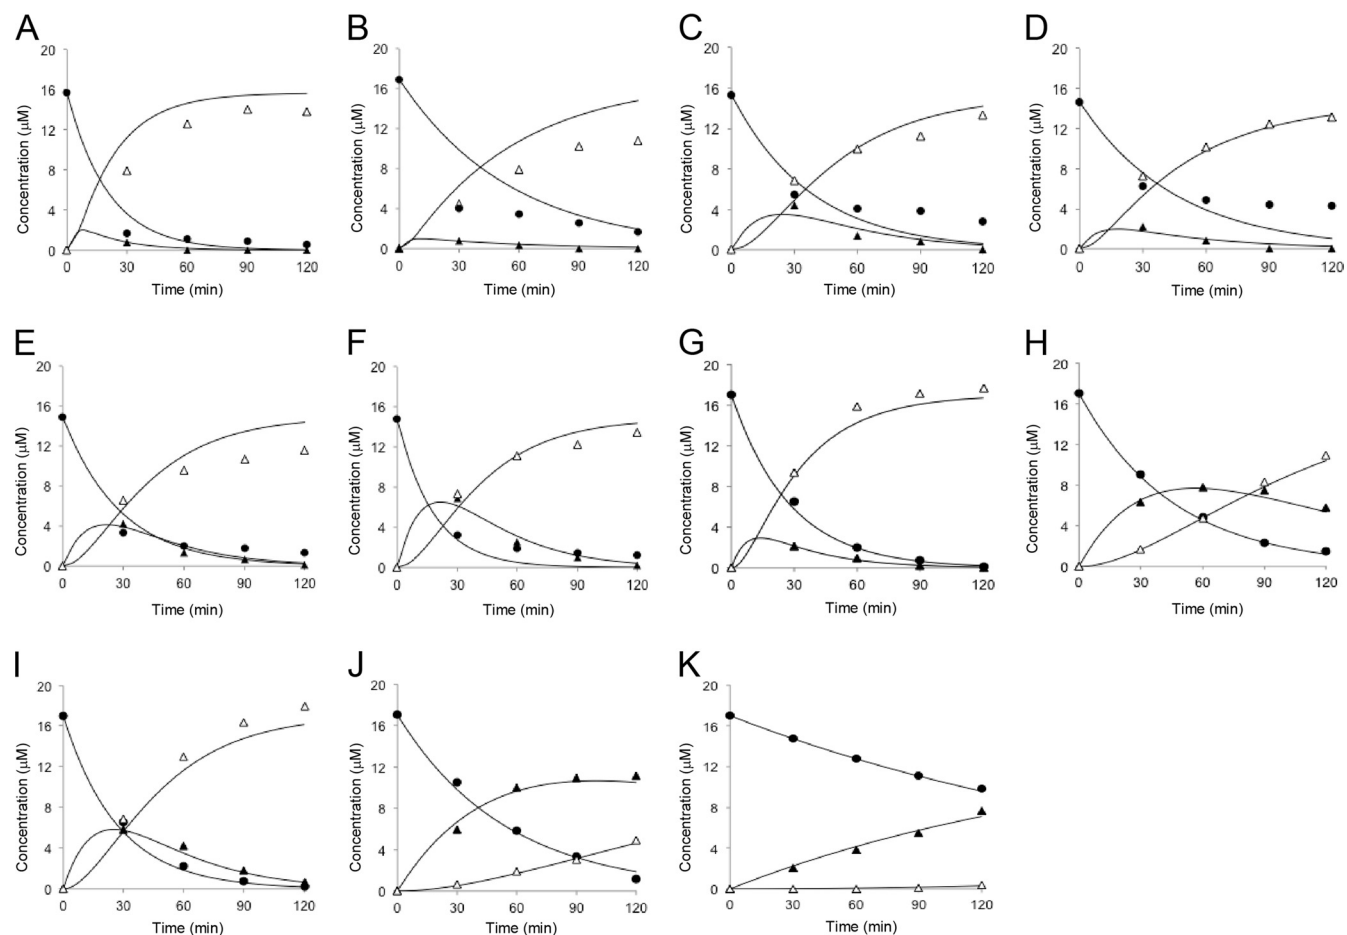 A B C D
20 20 20 20
16 16 16 16
12 12 12 12
8 8 8 8
4 4 4 4
0 0 0 0
Concentration (μM) Concentration (μM) Concentration (μM) Concentration (μM)
0 30 60 90 120 0 30 60 90 120 0 30 60 90 120 0 30 60 90 120
Time (min) Time (min) Time (min) Time (min)
E F G H
20 20 20 20
16 16 16 16
12 12 12 12
8 8 8 8
4 4 4 4
0 0 0 0
Concentration (μM) Concentration (μM) Concentration (μM) Concentration (μM)
0 30 60 90 120 0 30 60 90 120 0 30 60 90 120 0 30 60 90 120
Time (min) Time (min) Time (min) Time (min)
I J K
20 20 20
16 16 16
12 12 12
8 8 8
4 4 4
0 0 0
Concentration (μM) Concentration (μM) Concentration (μM)
0 30 60 90 120 0 30 60 90 120 0 30 60 90 120
Time (min) Time (min) Time (min)